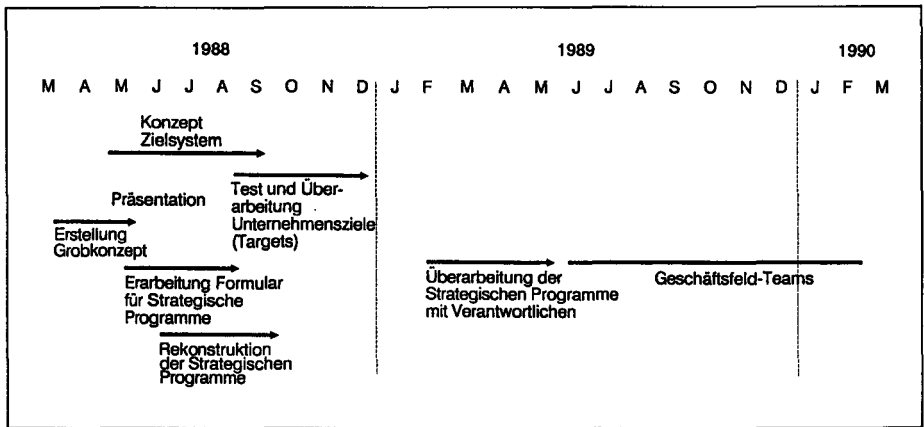 1988 1989 1990
M A M J J A S O N D J F M A M J J A S O N D J F M
Konzept
Zielsystem
Test und Über-
arbeitung
Unternehmensziele
(Targets)
Präsentation
Erstellung
Grobkonzept
Erarbeitung Formular
für Strategische
Programme
Überarbeitung der
Strategischen Programme
mit Verantwortlichen
Geschäftsfeld-Teams
Rekonstruktion
der Strategischen
Programme